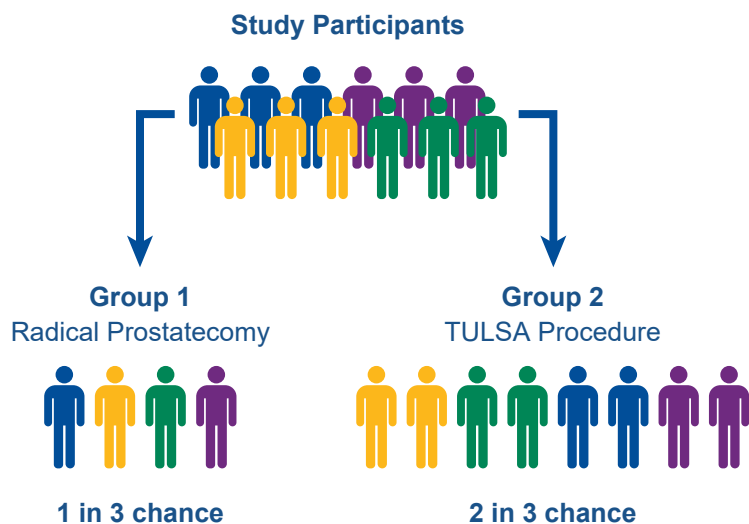 Study Participants
Group 1
Radical Prostatecomy
1 in 3 chance
Group 2
TULSA Procedure
2 in 3 chance